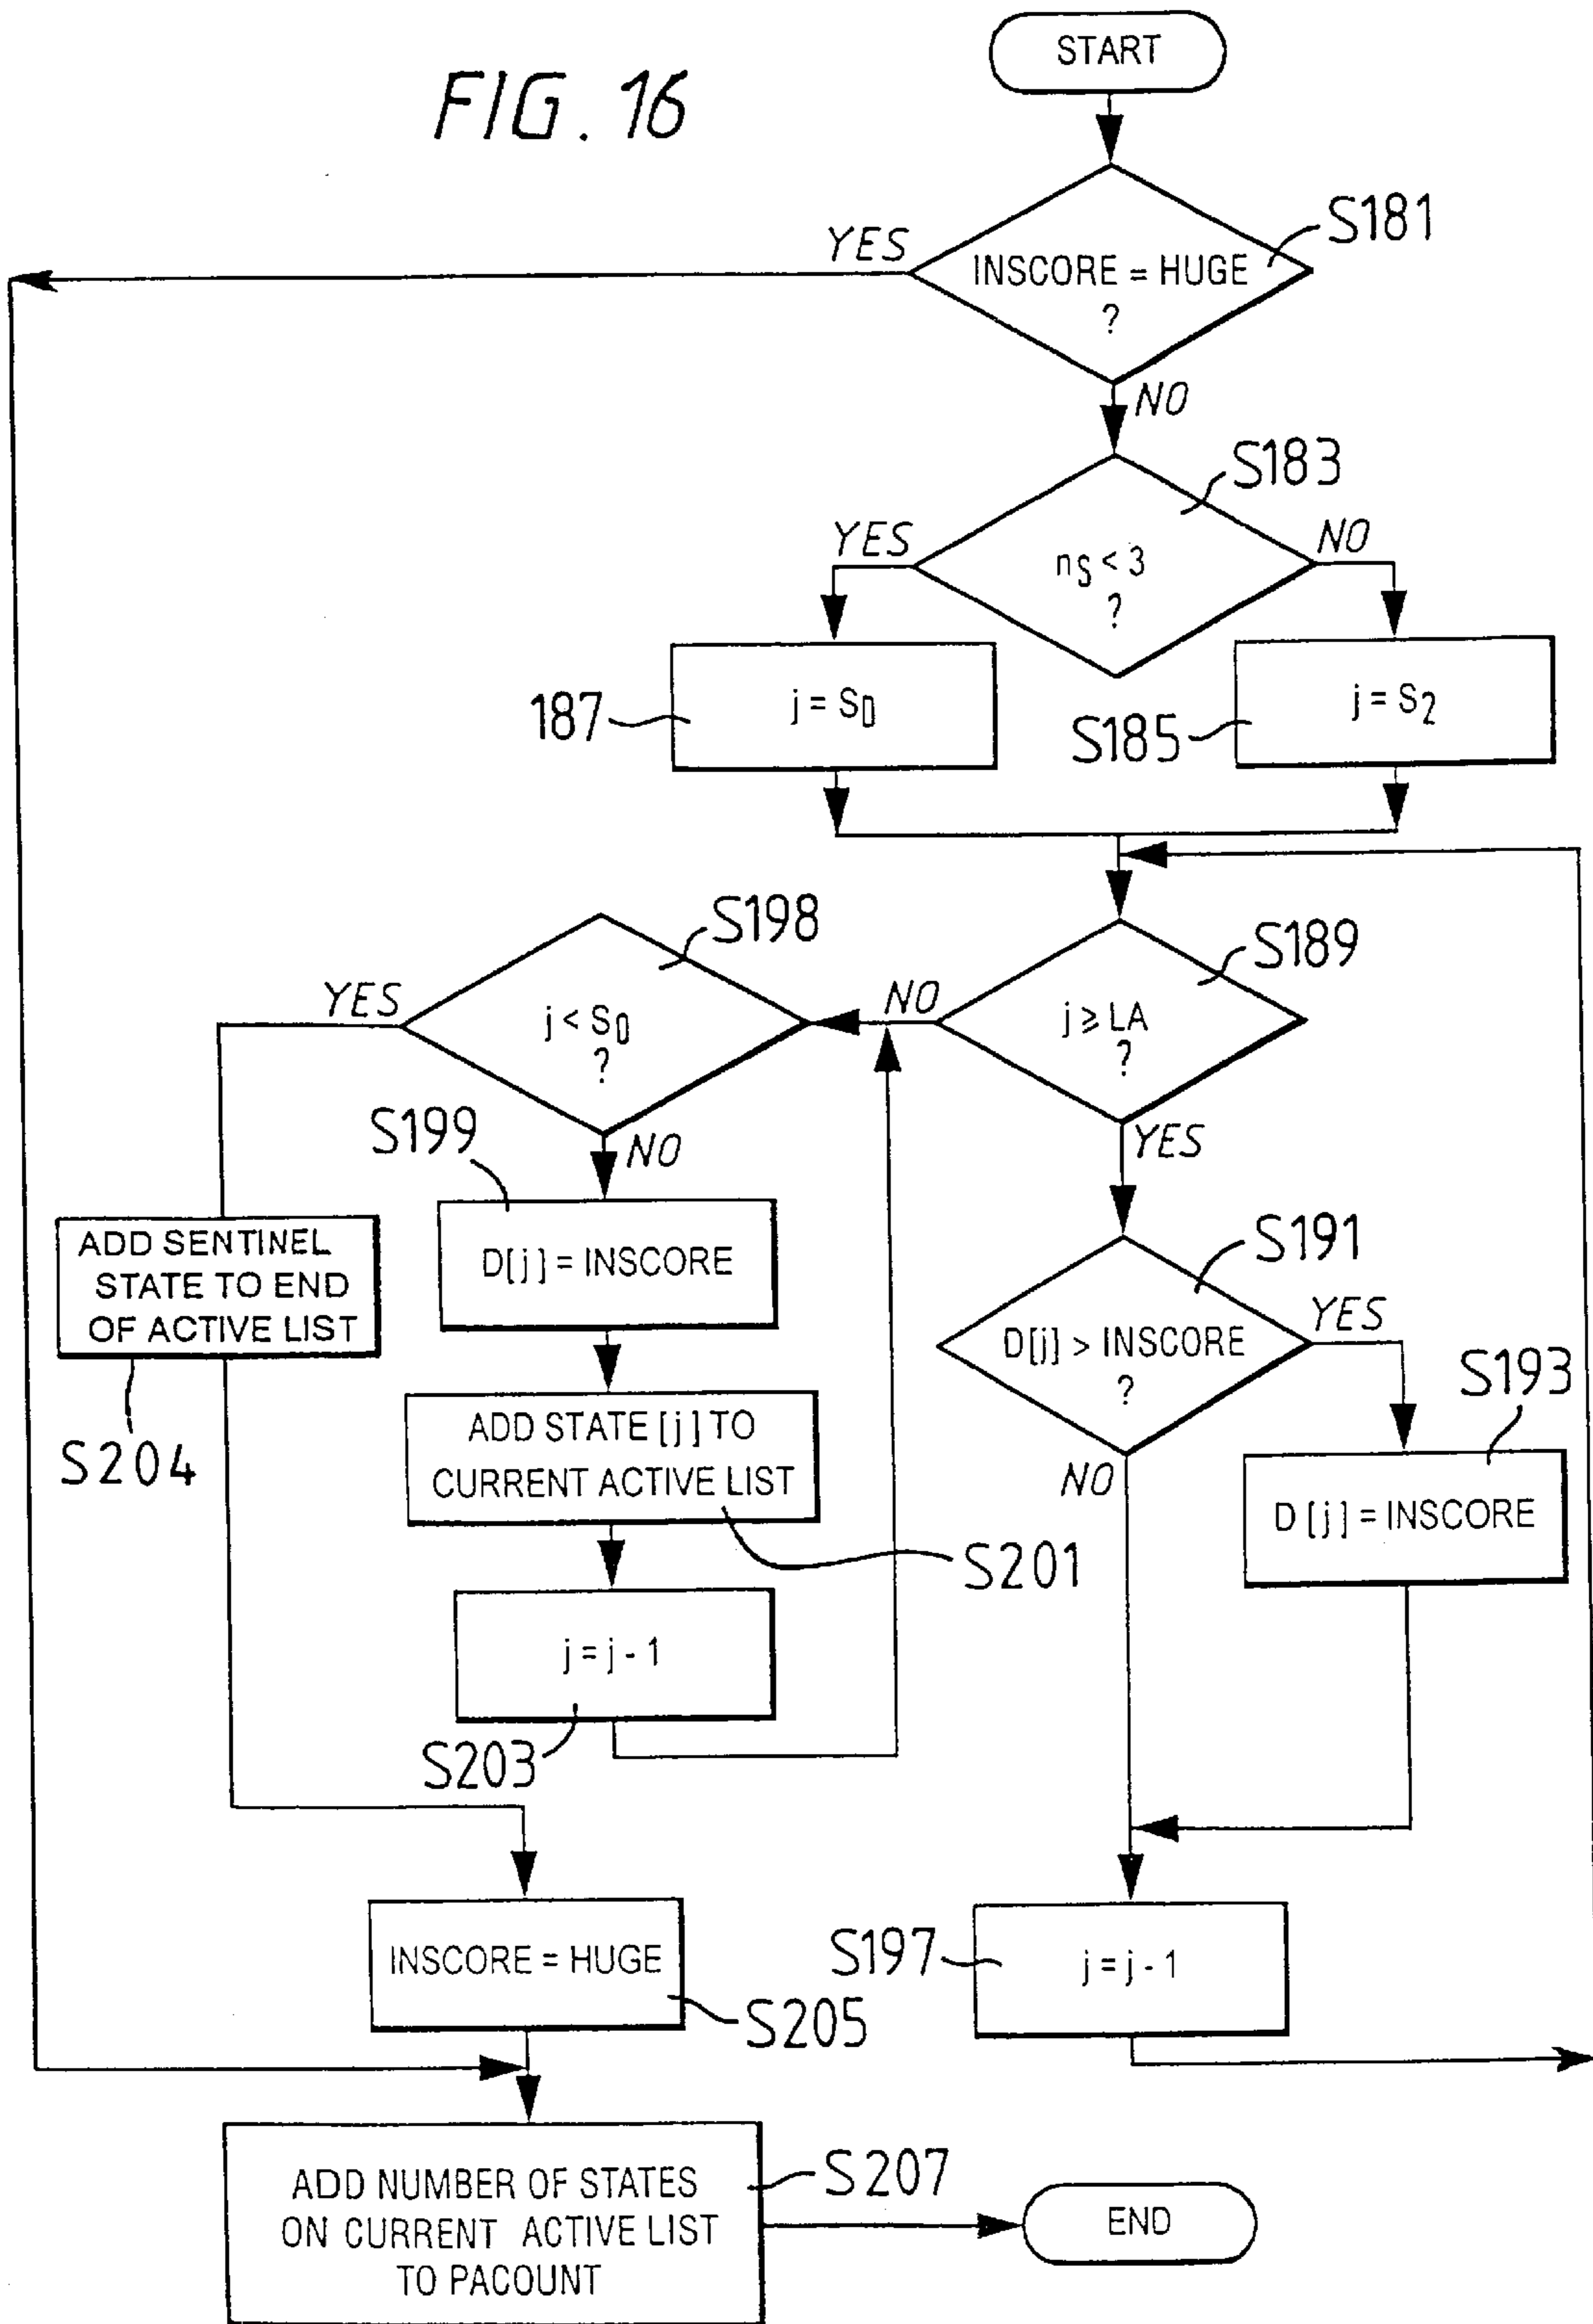 FIG. 16
START
S181
YES
INSCORE = HUGE
?
NO
S183
YES
NO
nS < 3
?
187
j = S0
S185
j = S2
S198
S189
YES
NO
j < S0
?
j ⩾ LA
?
S199
NO
YES
ADD SENTINEL
STATE TO END
OF ACTIVE LIST
D[j] = INSCORE
S191
YES
D[j] > INSCORE
?
S193
S204
ADD STATE [j] TO
CURRENT ACTIVE LIST
NO
D [j] = INSCORE
S201
j = j - 1
S203
INSCORE = HUGE
S197
j = j - 1
S205
ADD NUMBER OF STATES
ON CURRENT ACTIVE LIST
TO PACOUNT
S207
END